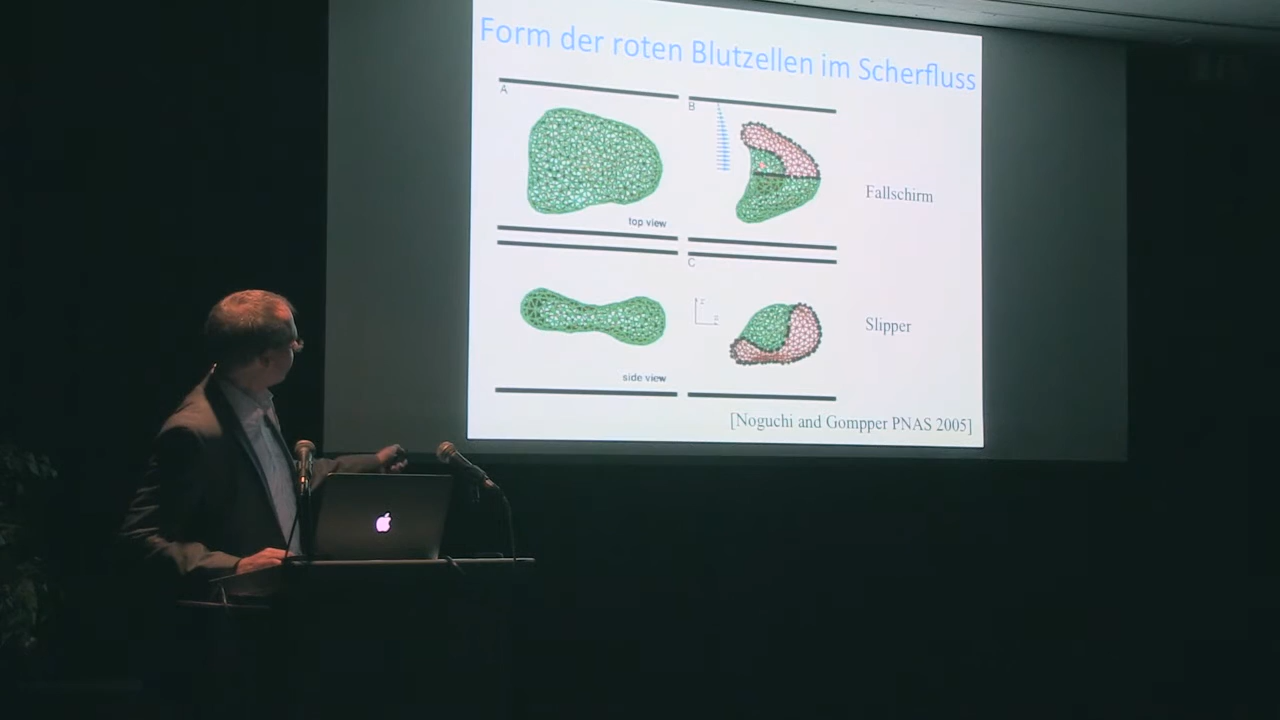 Form der roten Blutzellen im Scherfluss
A
B
top view
Fallschirm
C
z
side view
Slipper
[Noguchi and Gompper PNAS 2005]